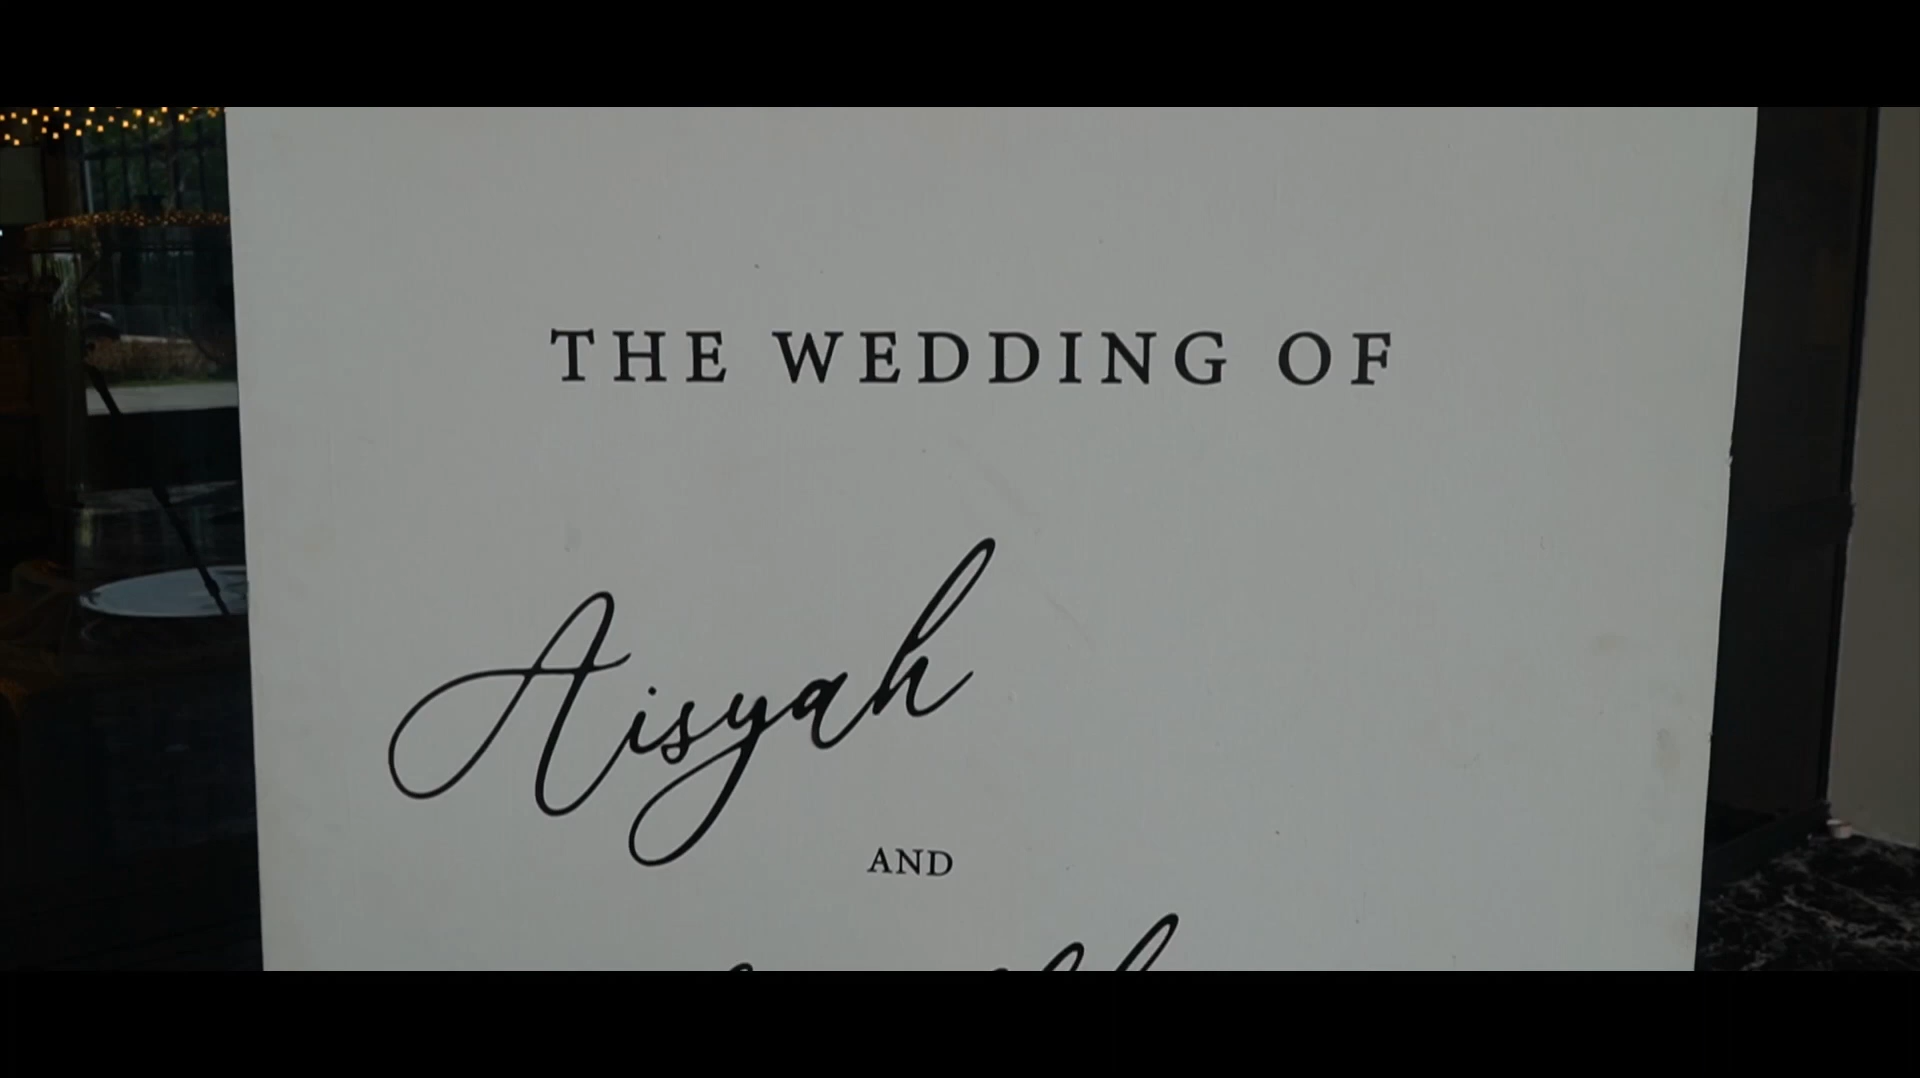 THE WEDDING OF
Aisyah
AND